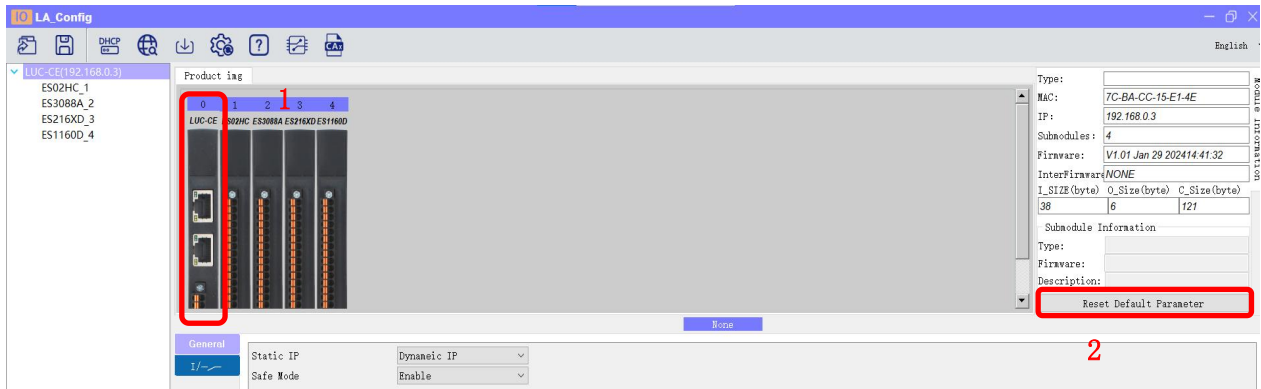 IO LA_Config
DHCP
CAx
English
LUC-CE(192.168.0.3)
ES02HC_1
ES3088A_2
ES216XD_3
ES1160D_4
Product img
0 1 2 3 4
1
LUC-CE ES02HC ES3088A ES216XD ES1160D
Type:
MAC: 7C-BA-CC-15-E1-4E
IP: 192.168.0.3
Submodules: 4
Firmware: V1.01 Jan 29 202414:41:32
InterFirmware NONE
I_SIZE(byte) O_Size(byte) C_Size(byte)
38 6 121
Submodule Information
Type:
Firmware:
Description:
Reset Default Parameter
2
Module Information
None
General
I/
Static IP Dynameic IP
Safe Mode Enable